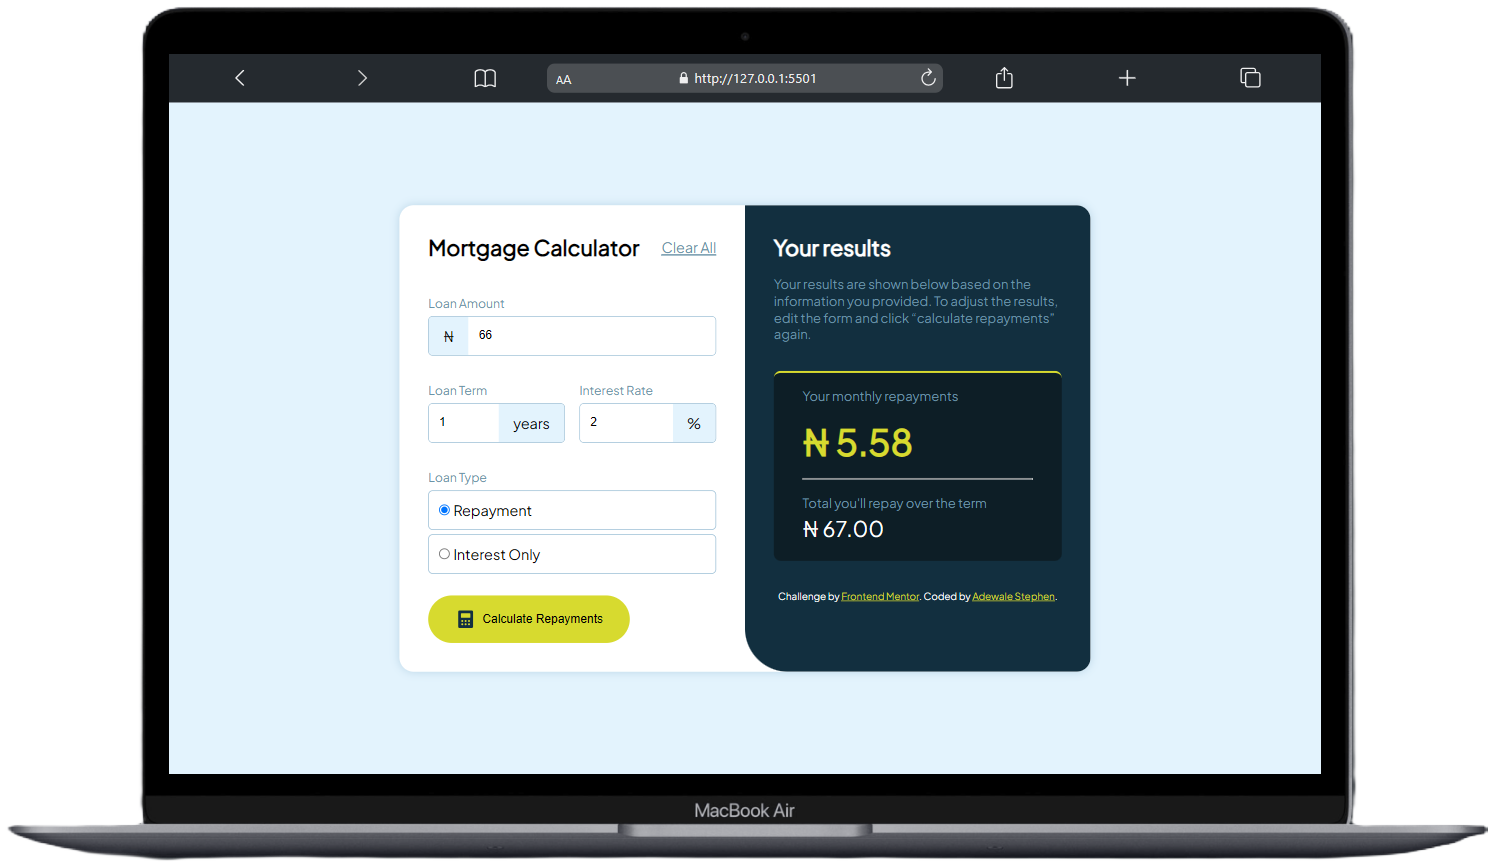 AA http://127.0.0.1:5501
Mortgage Calculator Clear All
Loan Amount
₦ 66
Loan Term Interest Rate
1 years 2 %
Loan Type
Repayment
Interest Only
Calculate Repayments
Your results
Your results are shown below based on the
information you provided. To adjust the results,
edit the form and click “calculate repayments”
again.
Your monthly repayments
₦ 5.58
Total you'll repay over the term
₦ 67.00
Challenge by Frontend Mentor. Coded by Adewale Stephen.
MacBook Air